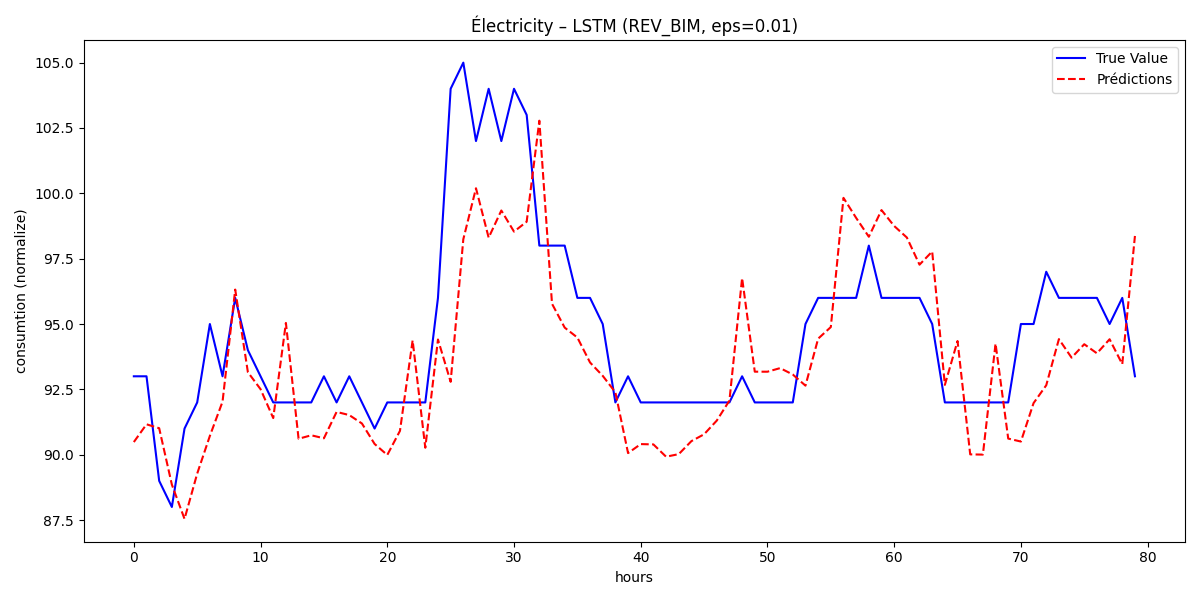 Électricity – LSTM (REV_BIM, eps=0.01)
True Value
Prédictions
consumtion (normalize)
105.0
102.5
100.0
97.5
95.0
92.5
90.0
87.5
0 10 20 30 40 50 60 70 80
hours